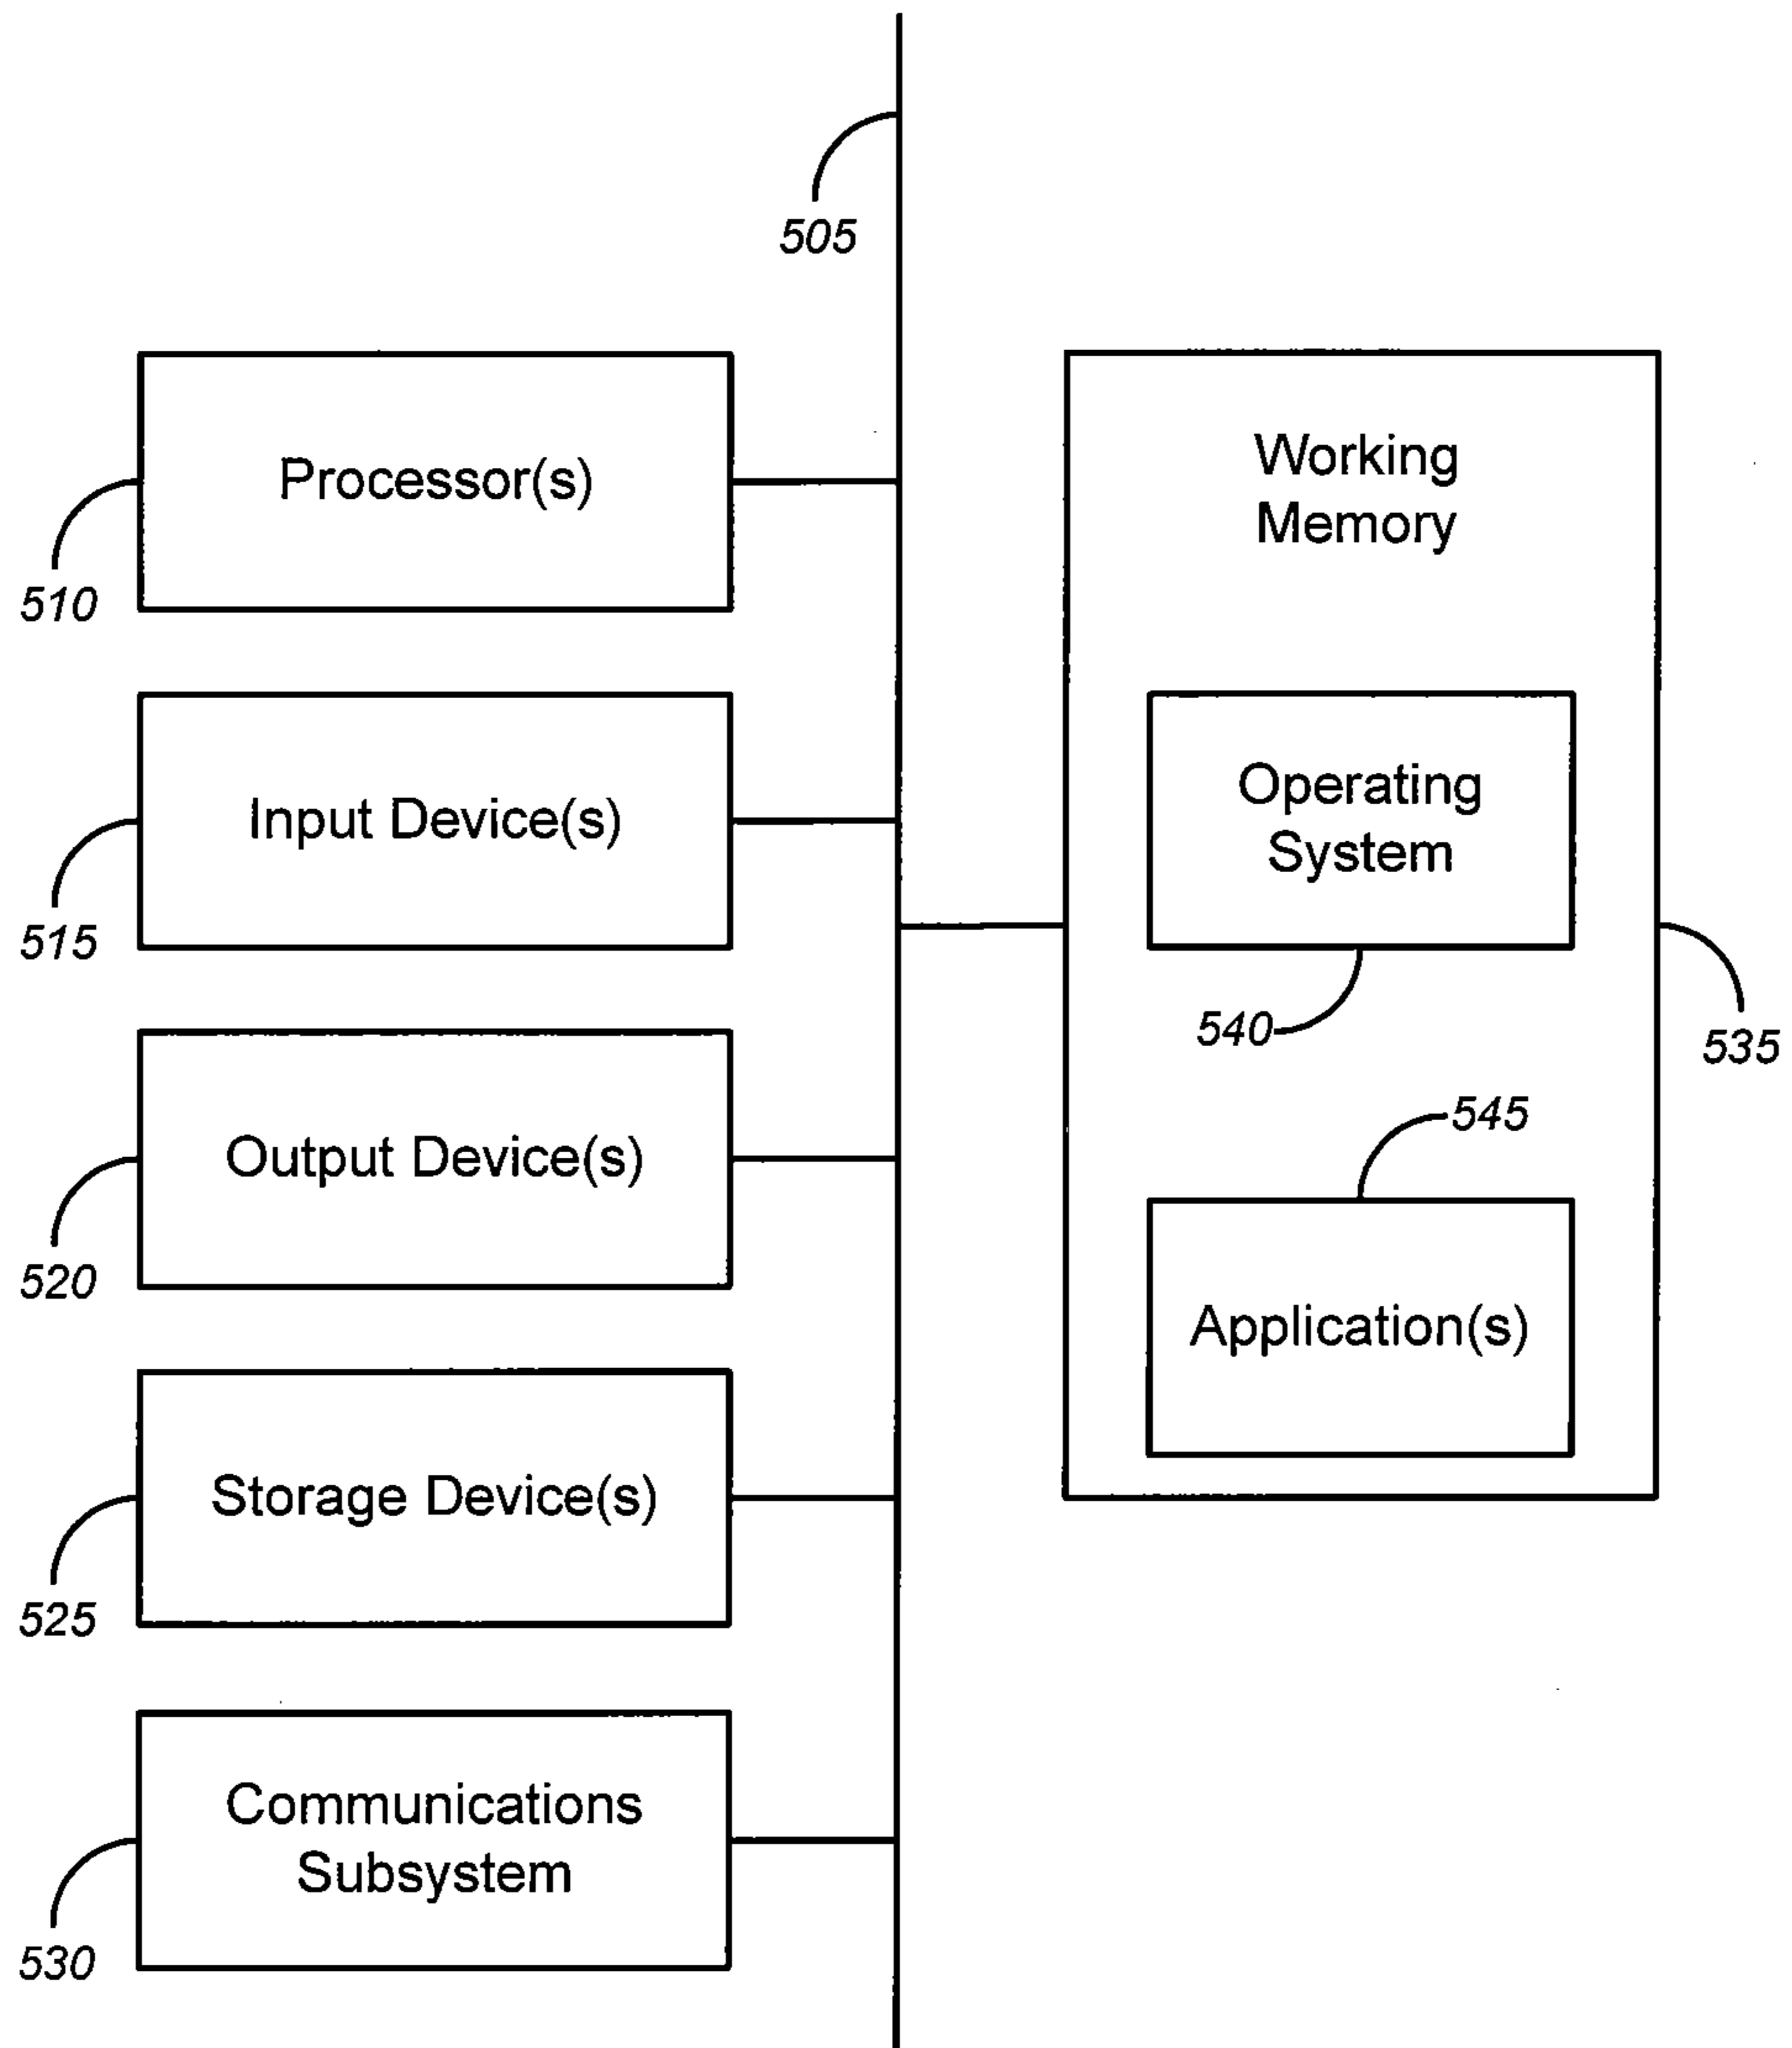 505
Processor(s)
510
Input Device(s)
515
Output Device(s)
520
Storage Device(s)
525
Communications
Subsystem
530
Working
Memory
Operating
System
540
535
545
Application(s)